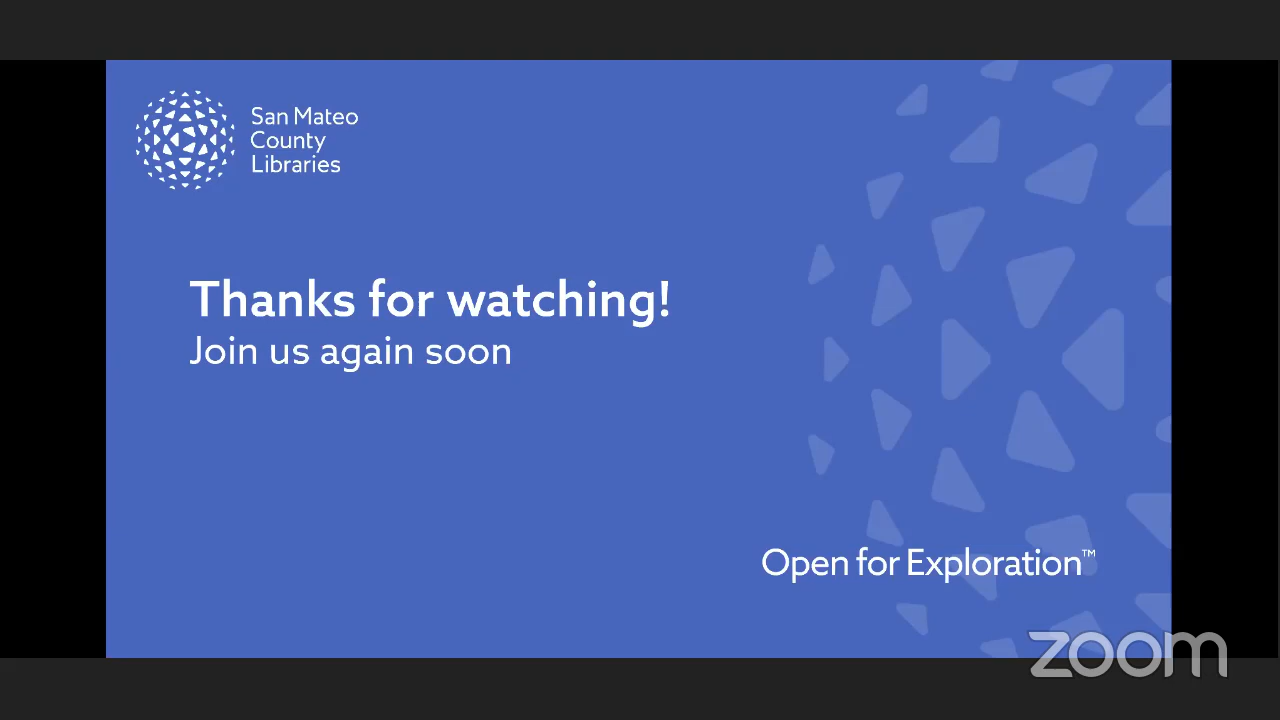 San Mateo
County
Libraries
Thanks for watching!
Join us again soon
Open for Exploration™
zoom